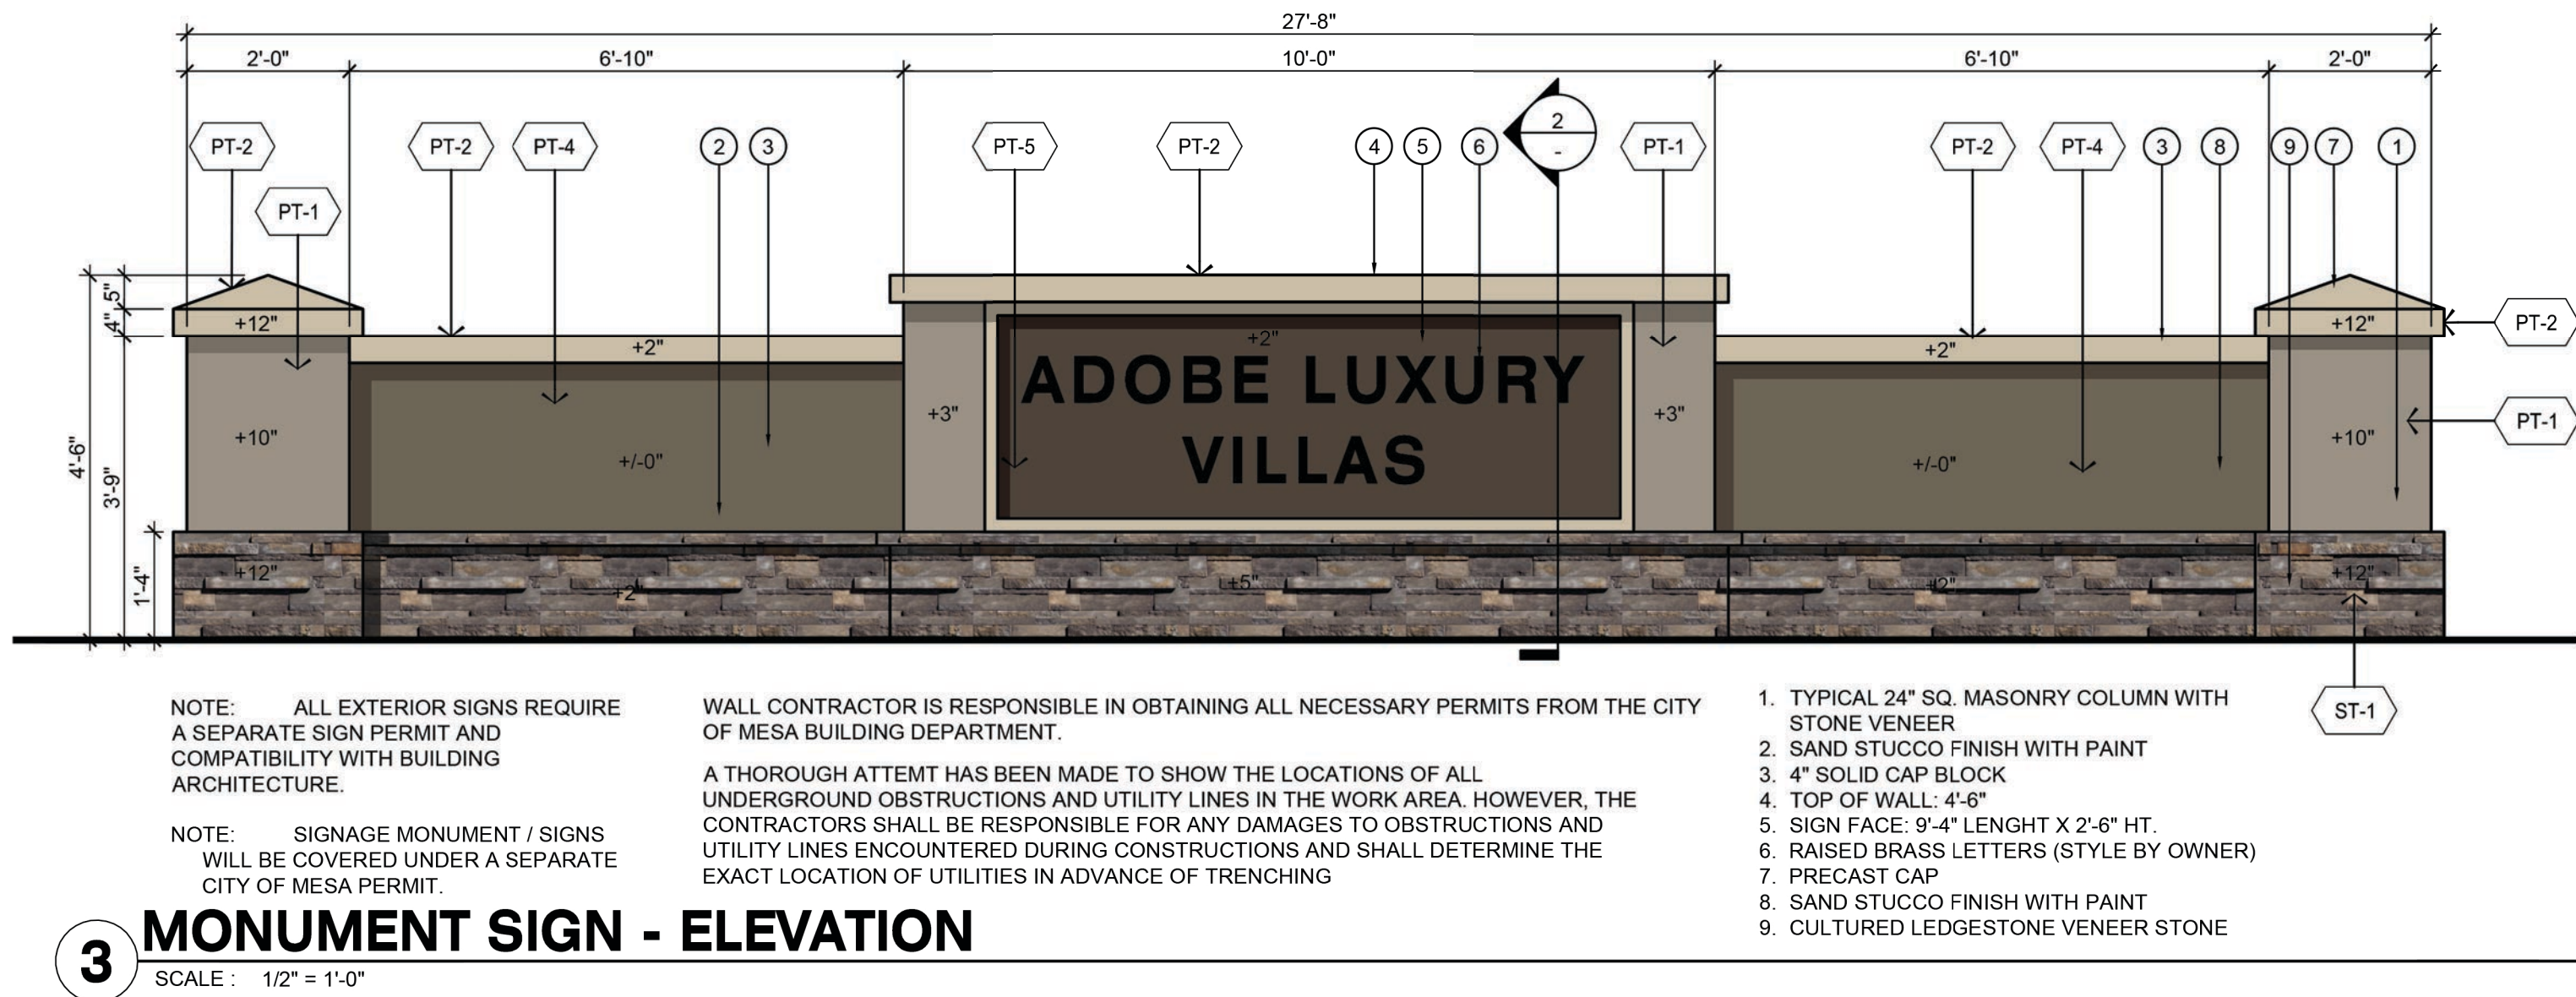 27'-8"
2'-0" 6'-10" 10'-0" 6'-10" 2'-0"
PT-2 PT-2 PT-4 2 3 PT-5 PT-2 4 5 6 2 - PT-1 PT-2 PT-4 3 8 9 7 1
PT-1
5"
4"
4'-6"
3'-9"
1'-4"
+12" +2" +2" +2" +12" PT-2
ADOBE LUXURY
VILLAS
+10" +/-0" +3" +3" +/-0" +10" PT-1
+12" +2" +5" +2" +12"
ST-1
NOTE: ALL EXTERIOR SIGNS REQUIRE
A SEPARATE SIGN PERMIT AND
COMPATIBILITY WITH BUILDING
ARCHITECTURE.
NOTE: SIGNAGE MONUMENT / SIGNS
WILL BE COVERED UNDER A SEPARATE
CITY OF MESA PERMIT.
WALL CONTRACTOR IS RESPONSIBLE IN OBTAINING ALL NECESSARY PERMITS FROM THE CITY
OF MESA BUILDING DEPARTMENT.
A THOROUGH ATTEMT HAS BEEN MADE TO SHOW THE LOCATIONS OF ALL
UNDERGROUND OBSTRUCTIONS AND UTILITY LINES IN THE WORK AREA. HOWEVER, THE
CONTRACTORS SHALL BE RESPONSIBLE FOR ANY DAMAGES TO OBSTRUCTIONS AND
UTILITY LINES ENCOUNTERED DURING CONSTRUCTIONS AND SHALL DETERMINE THE
EXACT LOCATION OF UTILITIES IN ADVANCE OF TRENCHING
1. TYPICAL 24" SQ. MASONRY COLUMN WITH
STONE VENEER
2. SAND STUCCO FINISH WITH PAINT
3. 4" SOLID CAP BLOCK
4. TOP OF WALL: 4'-6"
5. SIGN FACE: 9'-4" LENGHT X 2'-6" HT.
6. RAISED BRASS LETTERS (STYLE BY OWNER)
7. PRECAST CAP
8. SAND STUCCO FINISH WITH PAINT
9. CULTURED LEDGESTONE VENEER STONE
3 MONUMENT SIGN - ELEVATION
SCALE : 1/2" = 1'-0"